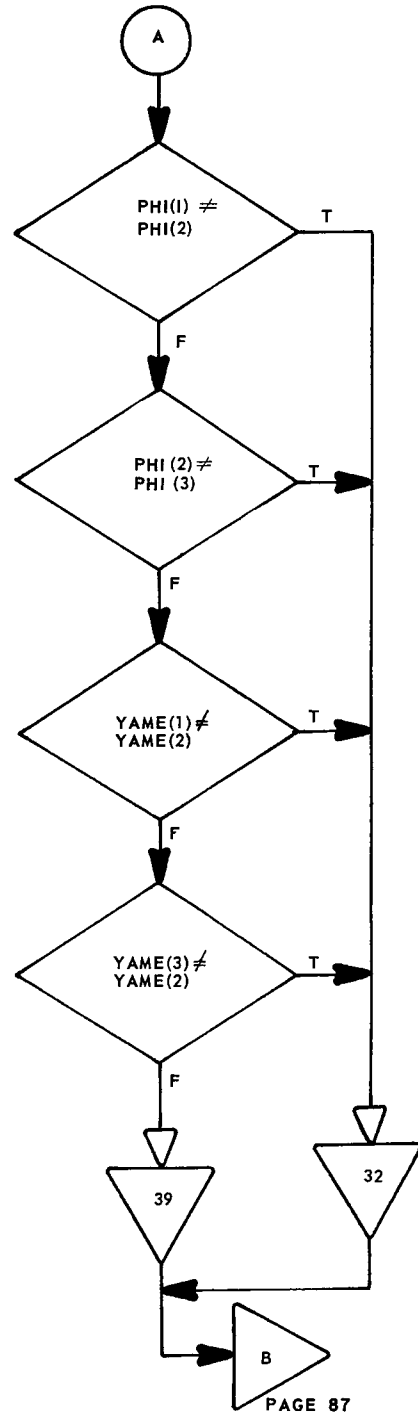 A
PHI(1) ≠
PHI(2)
T
F
PHI(2) ≠
PHI(3)
T
F
YAME(1) ≠
YAME(2)
T
F
YAME(3) ≠
YAME(2)
T
F
39
32
B
PAGE 87